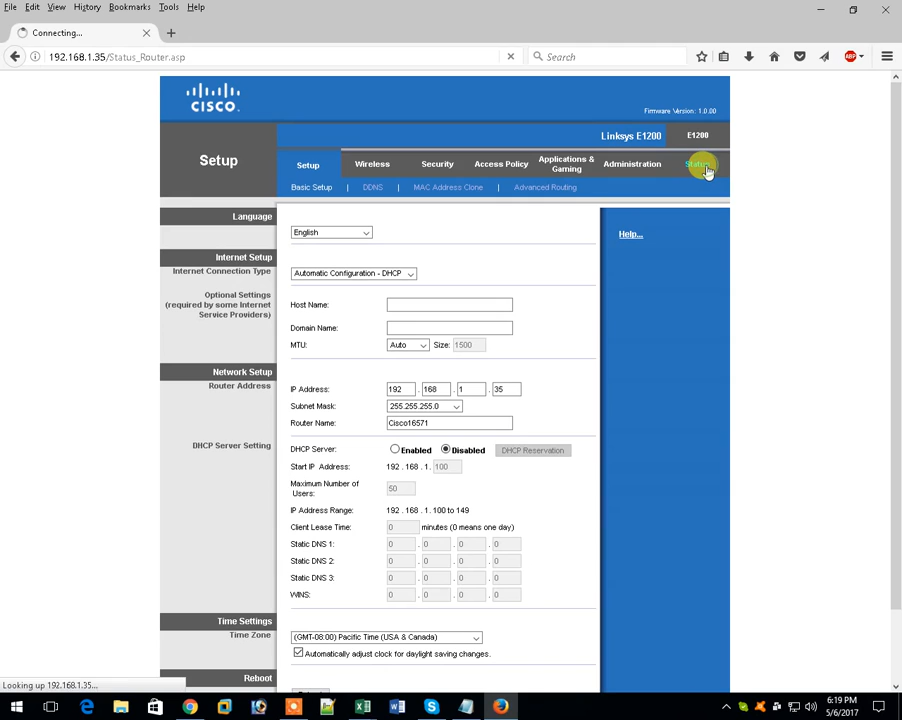 File Edit View History Bookmarks Tools Help
Connecting...
192.168.1.35/Status_Router.asp
Search
ABP
CISCO.
Firmware Version: 1.0.00
Linksys E1200 E1200
Setup
Setup Wireless Security Access Policy Applications & Gaming Administration Status
Basic Setup | DDNS | MAC Address Clone | Advanced Routing
Language
English
Help...
Internet Setup
Internet Connection Type
Automatic Configuration - DHCP
Optional Settings
(required by some Internet
Service Providers)
Host Name:
Domain Name:
MTU: Auto Size: 1500
Network Setup
Router Address
IP Address: 192 . 168 . 1 . 35
Subnet Mask: 255.255.255.0
Router Name: Cisco16571
DHCP Server Setting
DHCP Server: Enabled Disabled DHCP Reservation
Start IP Address: 192 . 168 . 1. 100
Maximum Number of
Users: 50
IP Address Range: 192 . 168 . 1 . 100 to 149
Client Lease Time: 0 minutes (0 means one day)
Static DNS 1: 0 . 0 . 0 . 0
Static DNS 2: 0 . 0 . 0 . 0
Static DNS 3: 0 . 0 . 0 . 0
WINS: 0 . 0 . 0 . 0
Time Settings
Time Zone
(GMT-08:00) Pacific Time (USA & Canada)
Automatically adjust clock for daylight saving changes.
Reboot
Looking up 192.168.1.35...
6:19 PM
5/6/2017